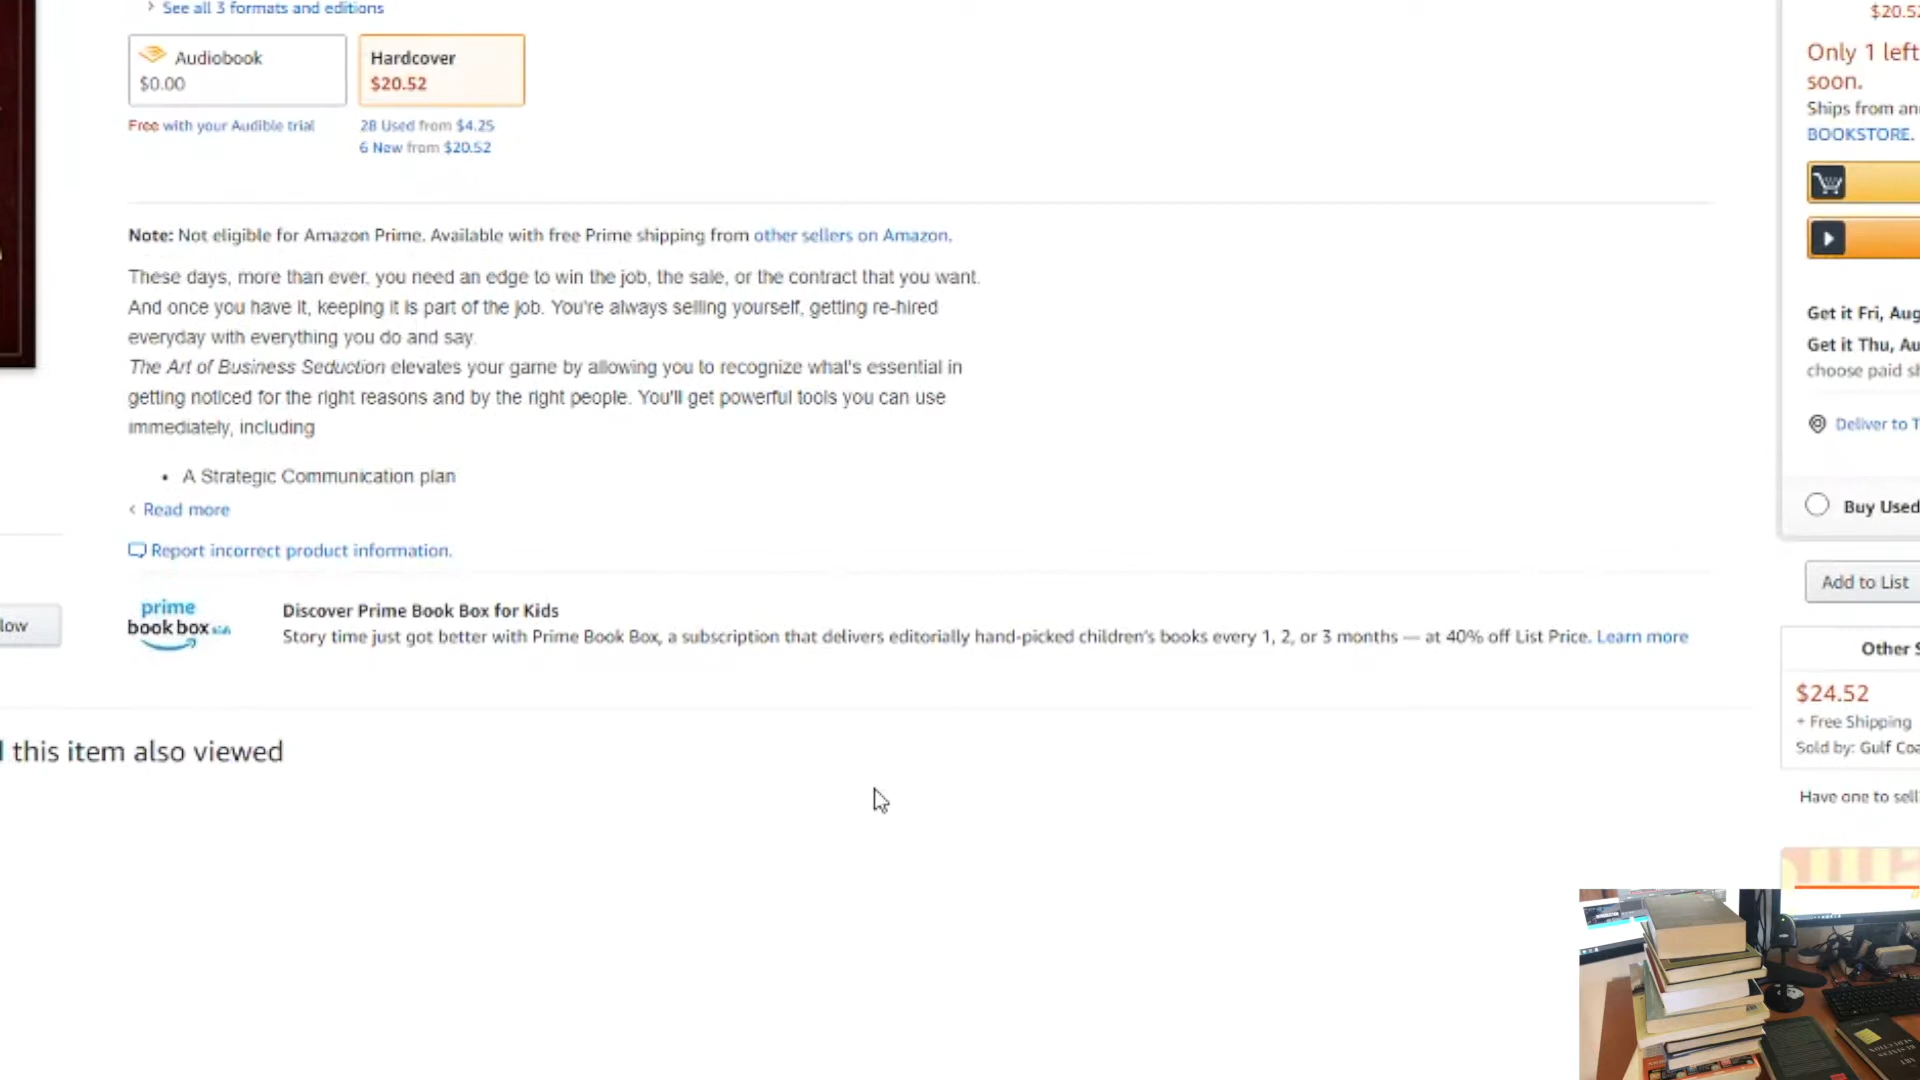 See all 3 formats and editions
Audiobook
$0.00
Hardcover
$20.52
Free with your Audible trial
28 Used from $4.25
6 New from $20.52
Note: Not eligible for Amazon Prime. Available with free Prime shipping from other sellers on Amazon.
These days, more than ever, you need an edge to win the job, the sale, or the contract that you want.
And once you have it, keeping it is part of the job. You're always selling yourself, getting re-hired
everyday with everything you do and say.
The Art of Business Seduction elevates your game by allowing you to recognize what's essential in
getting noticed for the right reasons and by the right people. You'll get powerful tools you can use
immediately, including
• A Strategic Communication plan
‹ Read more
Report incorrect product information.
prime
book box kids
Discover Prime Book Box for Kids
Story time just got better with Prime Book Box, a subscription that delivers editorially hand-picked children's books every 1, 2, or 3 months — at 40% off List Price. Learn more
this item also viewed
$20.52
Only 1 left
soon.
Ships from
BOOKSTORE.
Get it Fri, Aug
Get it Thu,
choose paid
Deliver to
Buy Used
Add to List
Other
$24.52
+ Free Shipping
Sold by: Gulf
Have one to sell